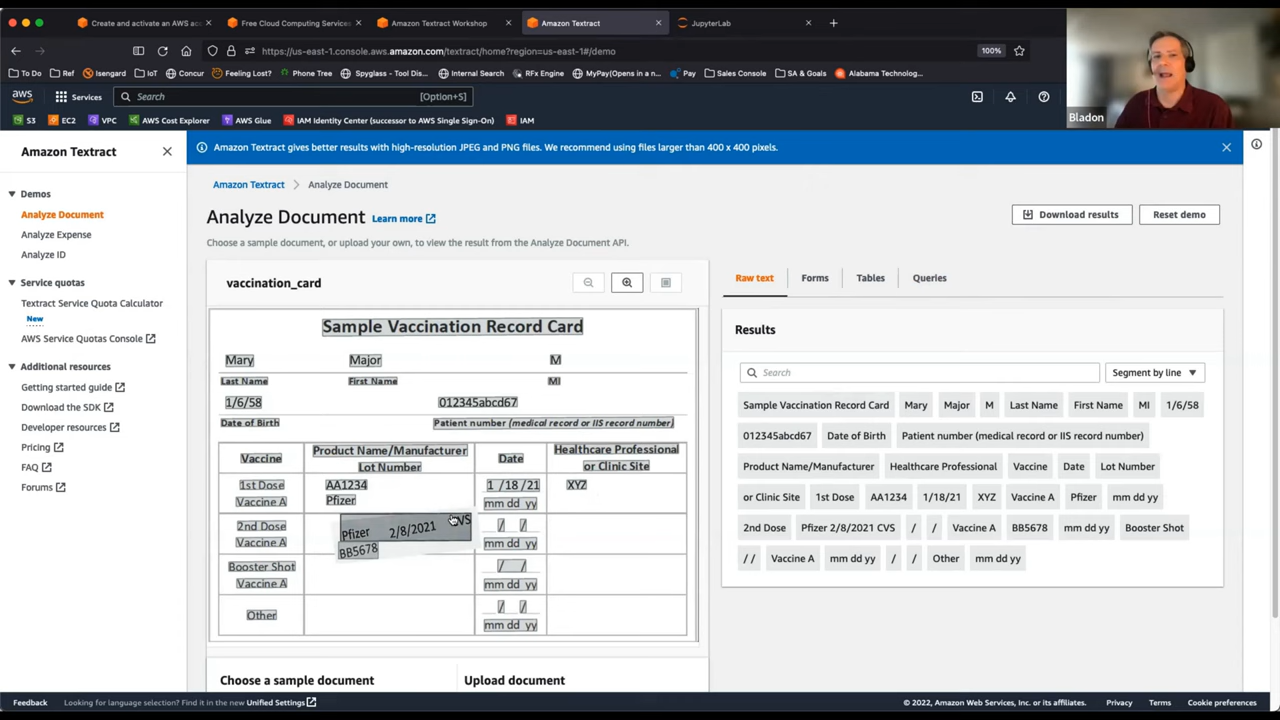 Create and activate an AWS acc
Free Cloud Computing Services
Amazon Textract Workshop
Amazon Textract
JupyterLab
https://us-east-1.console.aws.amazon.com/textract/home?region=us-east-1#/demo
100%
To Do
Ref
Isengard
IoT
Concur
Feeling Lost?
Phone Tree
Spyglass - Tool Dis...
Internal Search
RFx Engine
MyPay(Opens in a n...
Pay
Sales Console
SA & Goals
Alabama Technolog...
Bladon
aws
Services
Search
[Option+S]
S3
EC2
VPC
AWS Cost Explorer
AWS Glue
IAM Identity Center (successor to AWS Single Sign-On)
IAM
Amazon Textract
Demos
Analyze Document
Analyze Expense
Analyze ID
Service quotas
Textract Service Quota Calculator
New
AWS Service Quotas Console
Additional resources
Getting started guide
Download the SDK
Developer resources
Pricing
FAQ
Forums
Amazon Textract gives better results with high-resolution JPEG and PNG files. We recommend using files larger than 400 x 400 pixels.
Amazon Textract > Analyze Document
Analyze Document Learn more
Choose a sample document, or upload your own, to view the result from the Analyze Document API.
Download results
Reset demo
vaccination_card
Sample Vaccination Record Card
Mary Major M
Last Name First Name MI
1/6/58 012345abcd67
Date of Birth Patient number (medical record or IIS record number)
Vaccine
Product Name/Manufacturer
Lot Number
Date
Healthcare Professional
or Clinic Site
1st Dose
Vaccine A
AA1234
Pfizer
1 /18 /21
mm dd yy
XYZ
2nd Dose
Vaccine A
Pfizer 2/8/2021 CVS
BB5678
/ /
mm dd yy
Booster Shot
Vaccine A
/ /
mm dd yy
Other
/ /
mm dd yy
Choose a sample document
Upload document
Raw text
Forms
Tables
Queries
Results
Search
Segment by line
Sample Vaccination Record Card Mary Major M Last Name First Name MI 1/6/58
012345abcd67 Date of Birth Patient number (medical record or IIS record number)
Product Name/Manufacturer Healthcare Professional Vaccine Date Lot Number
or Clinic Site 1st Dose AA1234 1/18/21 XYZ Vaccine A Pfizer mm dd yy
2nd Dose Pfizer 2/8/2021 CVS / / Vaccine A BB5678 mm dd yy Booster Shot
/ / Vaccine A mm dd yy / / Other mm dd yy
Feedback
Looking for language selection? Find it in the new Unified Settings
© 2022, Amazon Web Services, Inc. or its affiliates.
Privacy
Terms
Cookie preferences